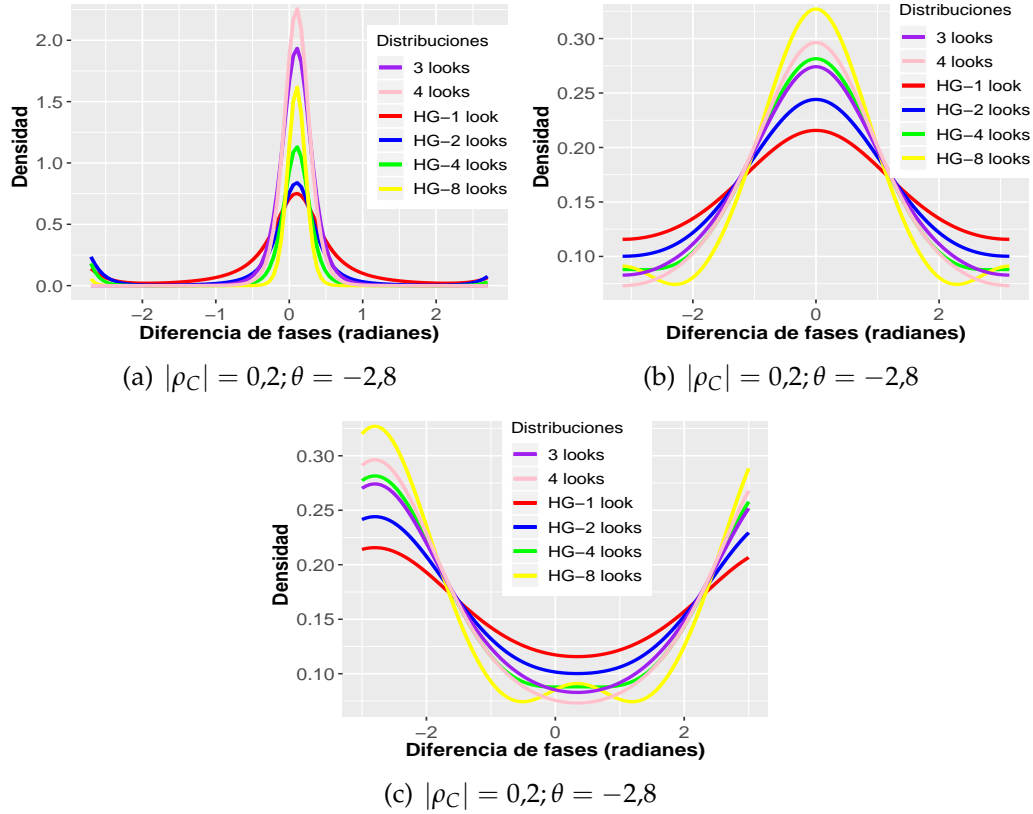 2.0
1.5
1.0
0.5
0.0
Densidad
Distribuciones
3 looks
4 looks
HG−1 look
HG−2 looks
HG−4 looks
HG−8 looks
−2
−1
0
1
2
Diferencia de fases (radianes)
(a) |ρC| = 0,2; θ = −2,8
0.30
0.25
0.20
0.15
0.10
Densidad
Distribuciones
3 looks
4 looks
HG−1 look
HG−2 looks
HG−4 looks
HG−8 looks
−2
0
2
Diferencia de fases (radianes)
(b) |ρC| = 0,2; θ = −2,8
0.30
0.25
0.20
0.15
0.10
Densidad
Distribuciones
3 looks
4 looks
HG−1 look
HG−2 looks
HG−4 looks
HG−8 looks
−2
0
2
Diferencia de fases (radianes)
(c) |ρC| = 0,2; θ = −2,8